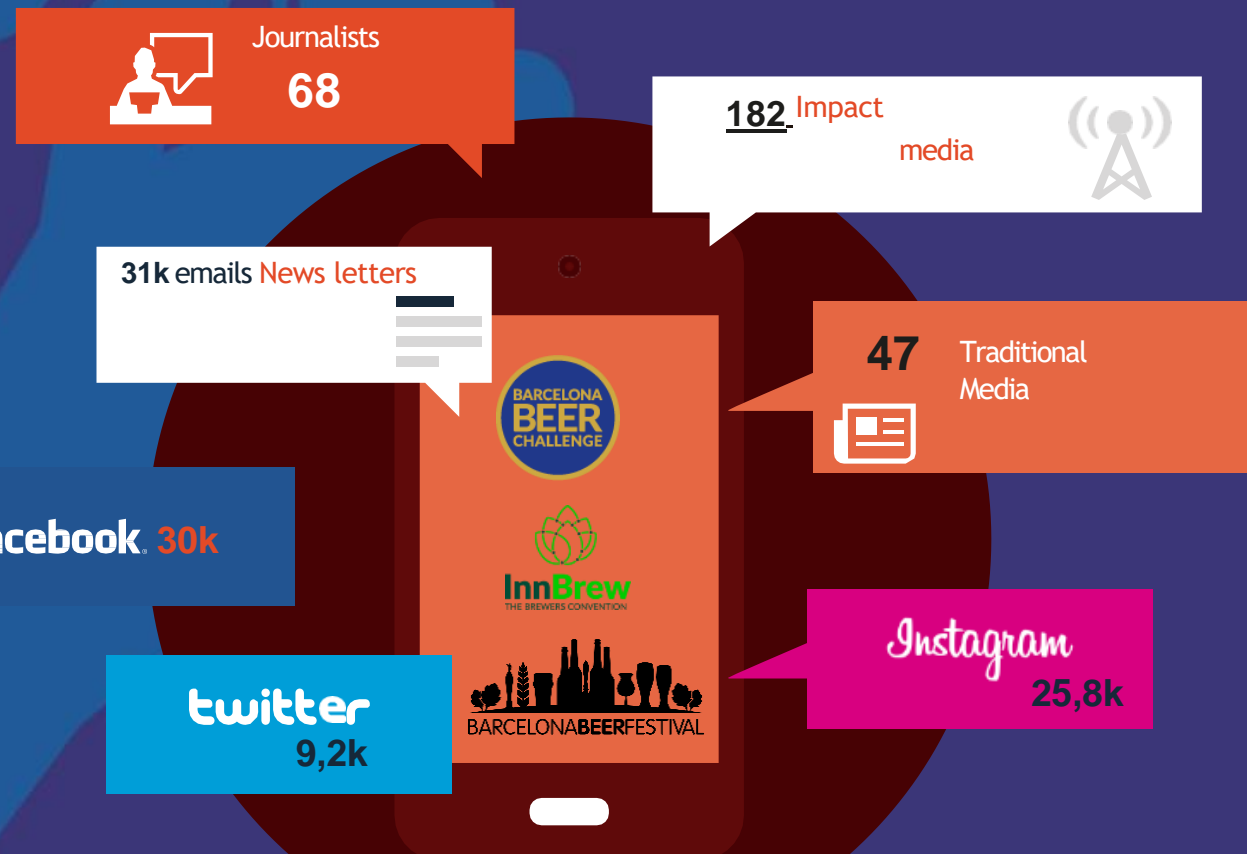 Journalists
68
182 Impact
media
31k emails News letters
47
Traditional
Media
BARCELONA
BEER
CHALLENGE
acebook. 30k
InnBrew
THE BREWERS CONVENTION
Instagram
25,8k
twitter
9,2k
BARCELONABEERFESTIVAL